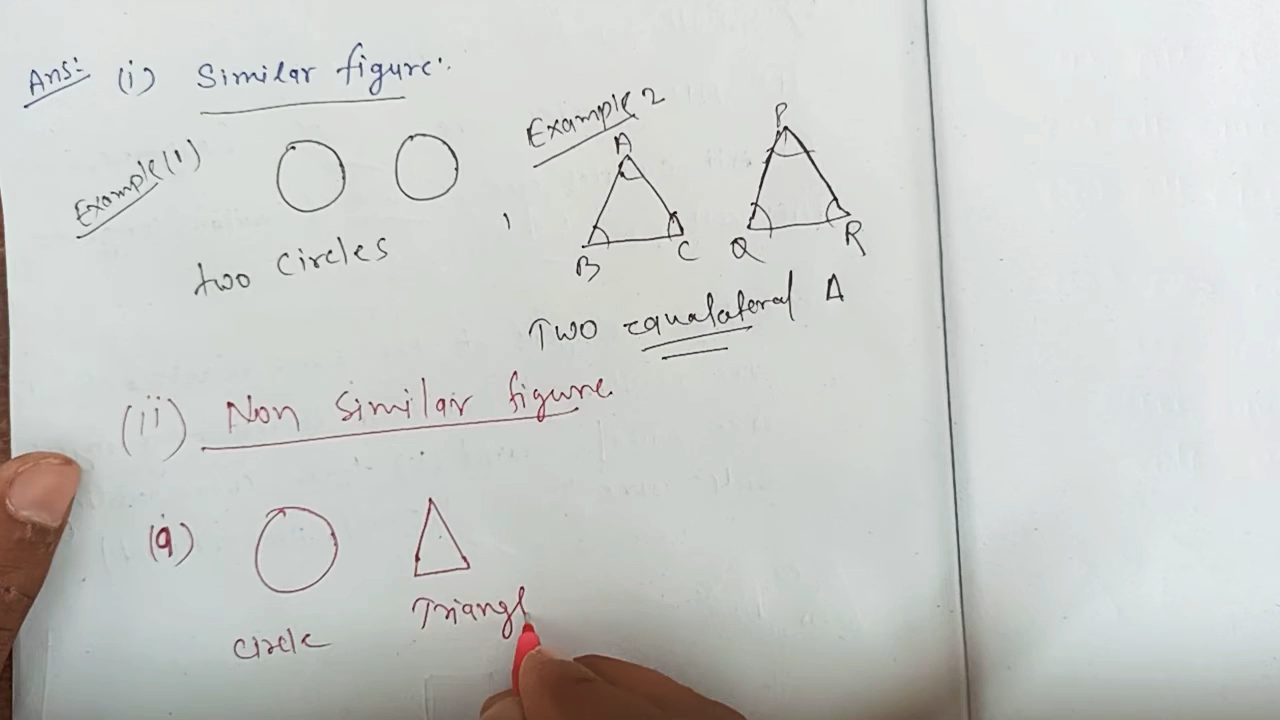 Ans: (i) Similar figure:.
Example (1)
two circles
,
Example 2
A
B C
P
Q R
Two equalateral Δ
(ii) Non similar figure.
(a)
circle
Triangl